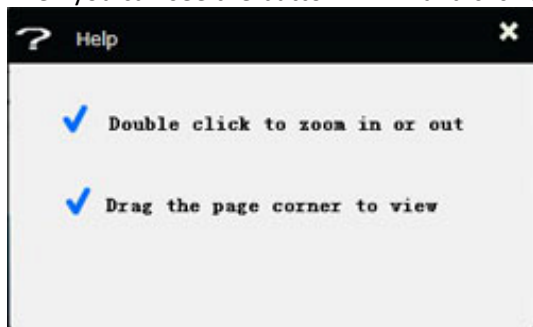 Help
Double click to zoom in or out
Drag the page corner to view